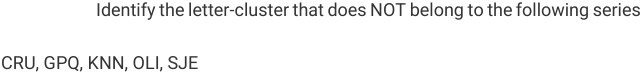 Identify the letter-cluster that does NOT belong to the following series
CRU, GPQ, KNN, OLI, SJE